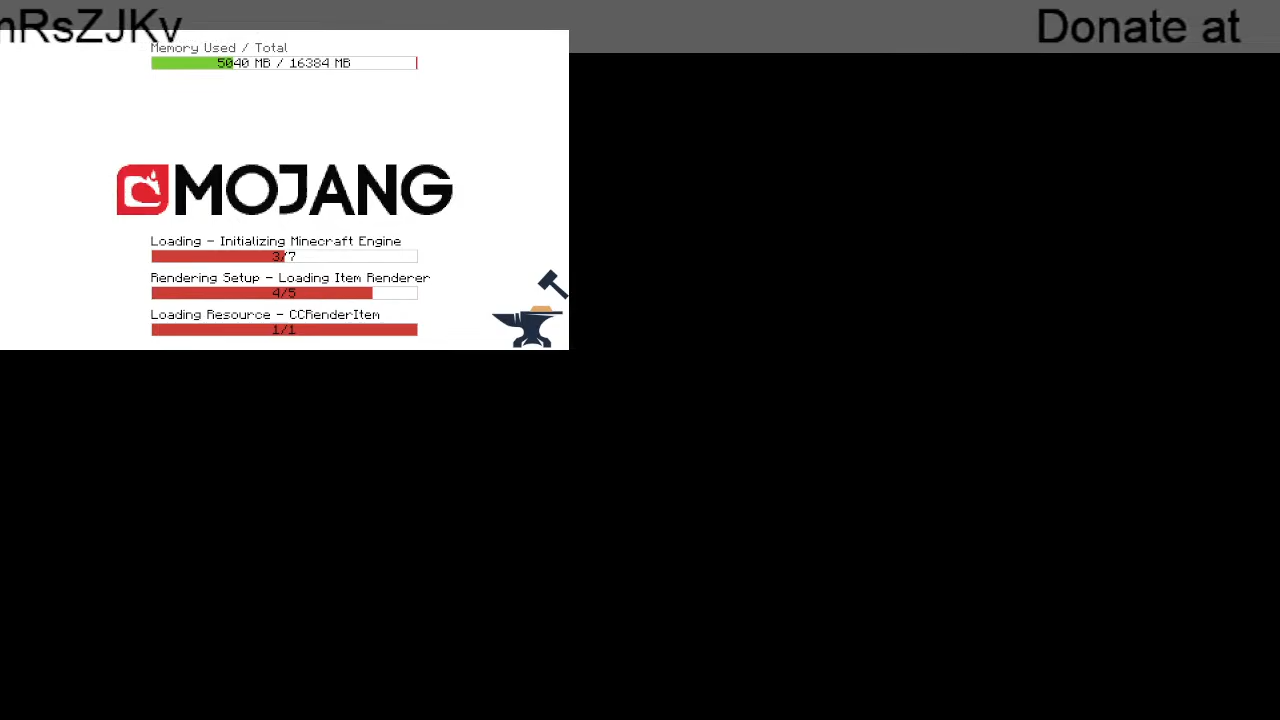 nRsZJKv Donate at
Memory Used / Total
5040 MB / 16384 MB
MOJANG
Loading - Initializing Minecraft Engine
3/7
Rendering Setup - Loading Item Renderer
4/5
Loading Resource - CCRenderItem
1/1